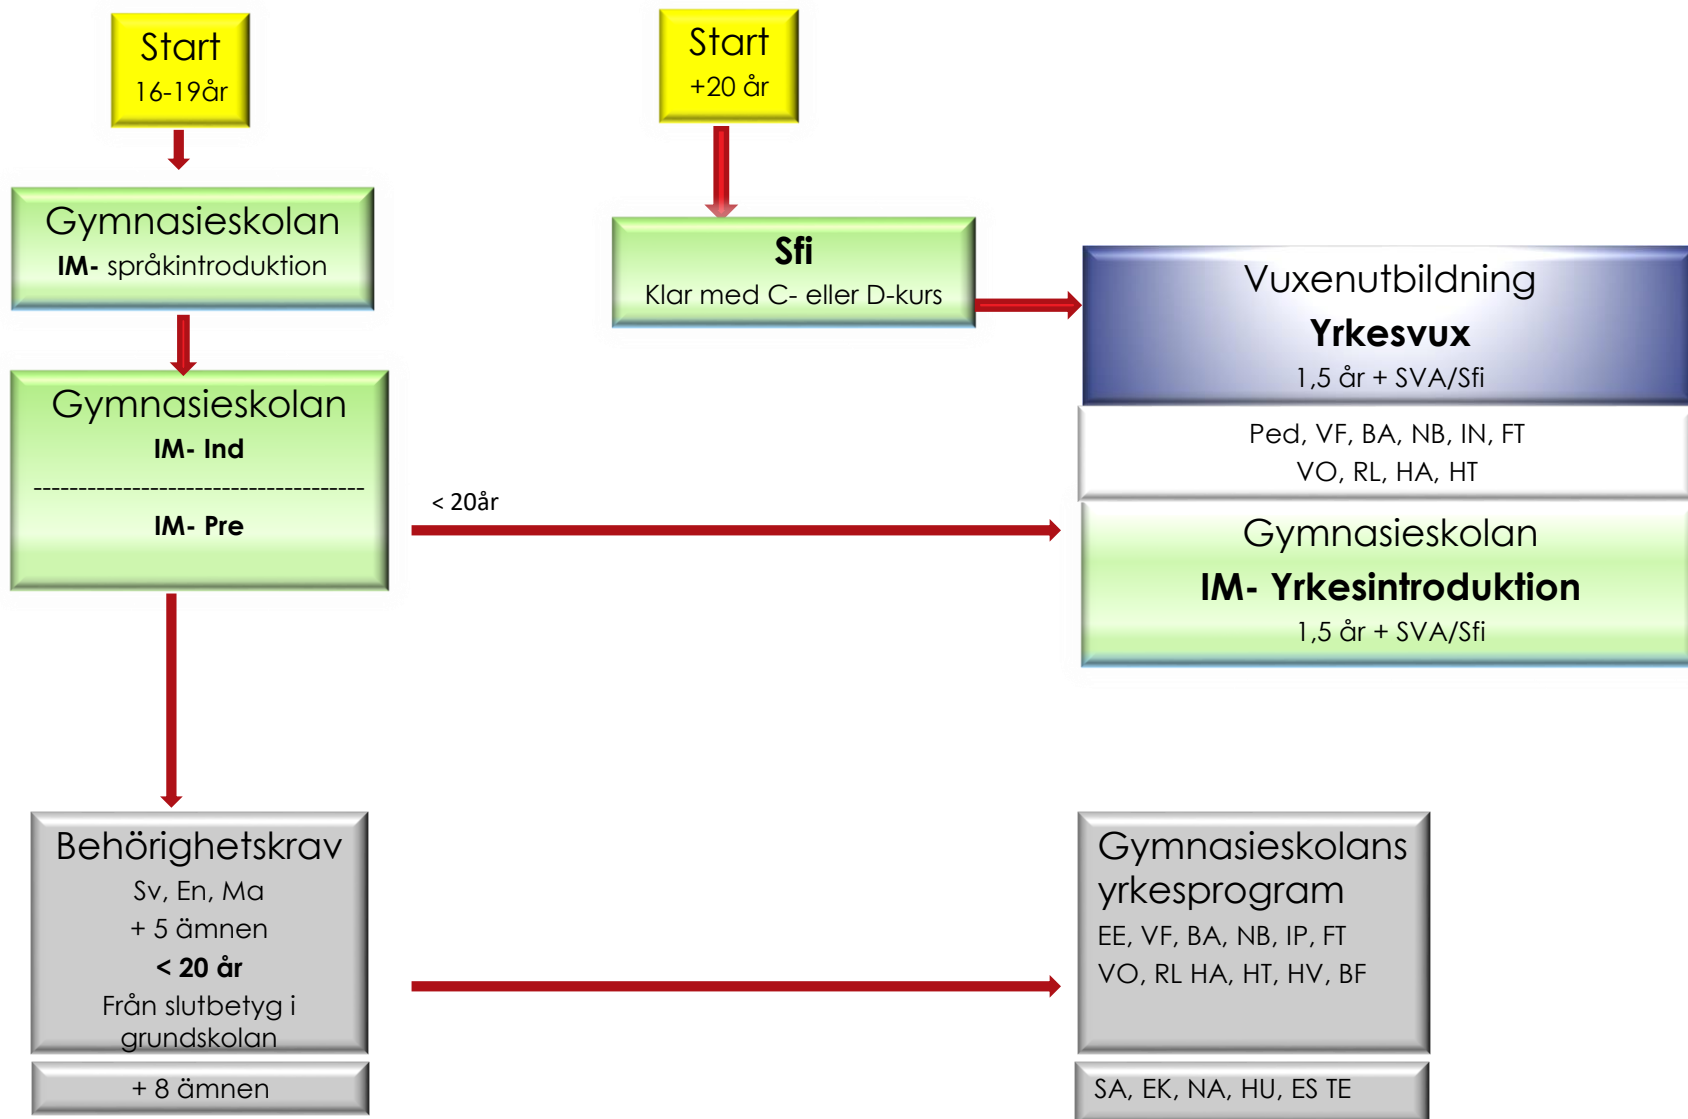 Start
16-19år
Start
+20 år
Gymnasieskolan
IM- språkintroduktion
Sfi
Klar med C- eller D-kurs
Vuxenutbildning
Yrkesvux
1,5 år + SVA/Sfi
Ped, VF, BA, NB, IN, FT
VO, RL, HA, HT
Gymnasieskolan
IM- Ind
-------------------------------------
IM- Pre
< 20år
Gymnasieskolan
IM- Yrkesintroduktion
1,5 år + SVA/Sfi
Behörighetskrav
Sv, En, Ma
+ 5 ämnen
< 20 år
Från slutbetyg i
grundskolan
+ 8 ämnen
Gymnasieskolans
yrkesprogram
EE, VF, BA, NB, IP, FT
VO, RL HA, HT, HV, BF
SA, EK, NA, HU, ES TE